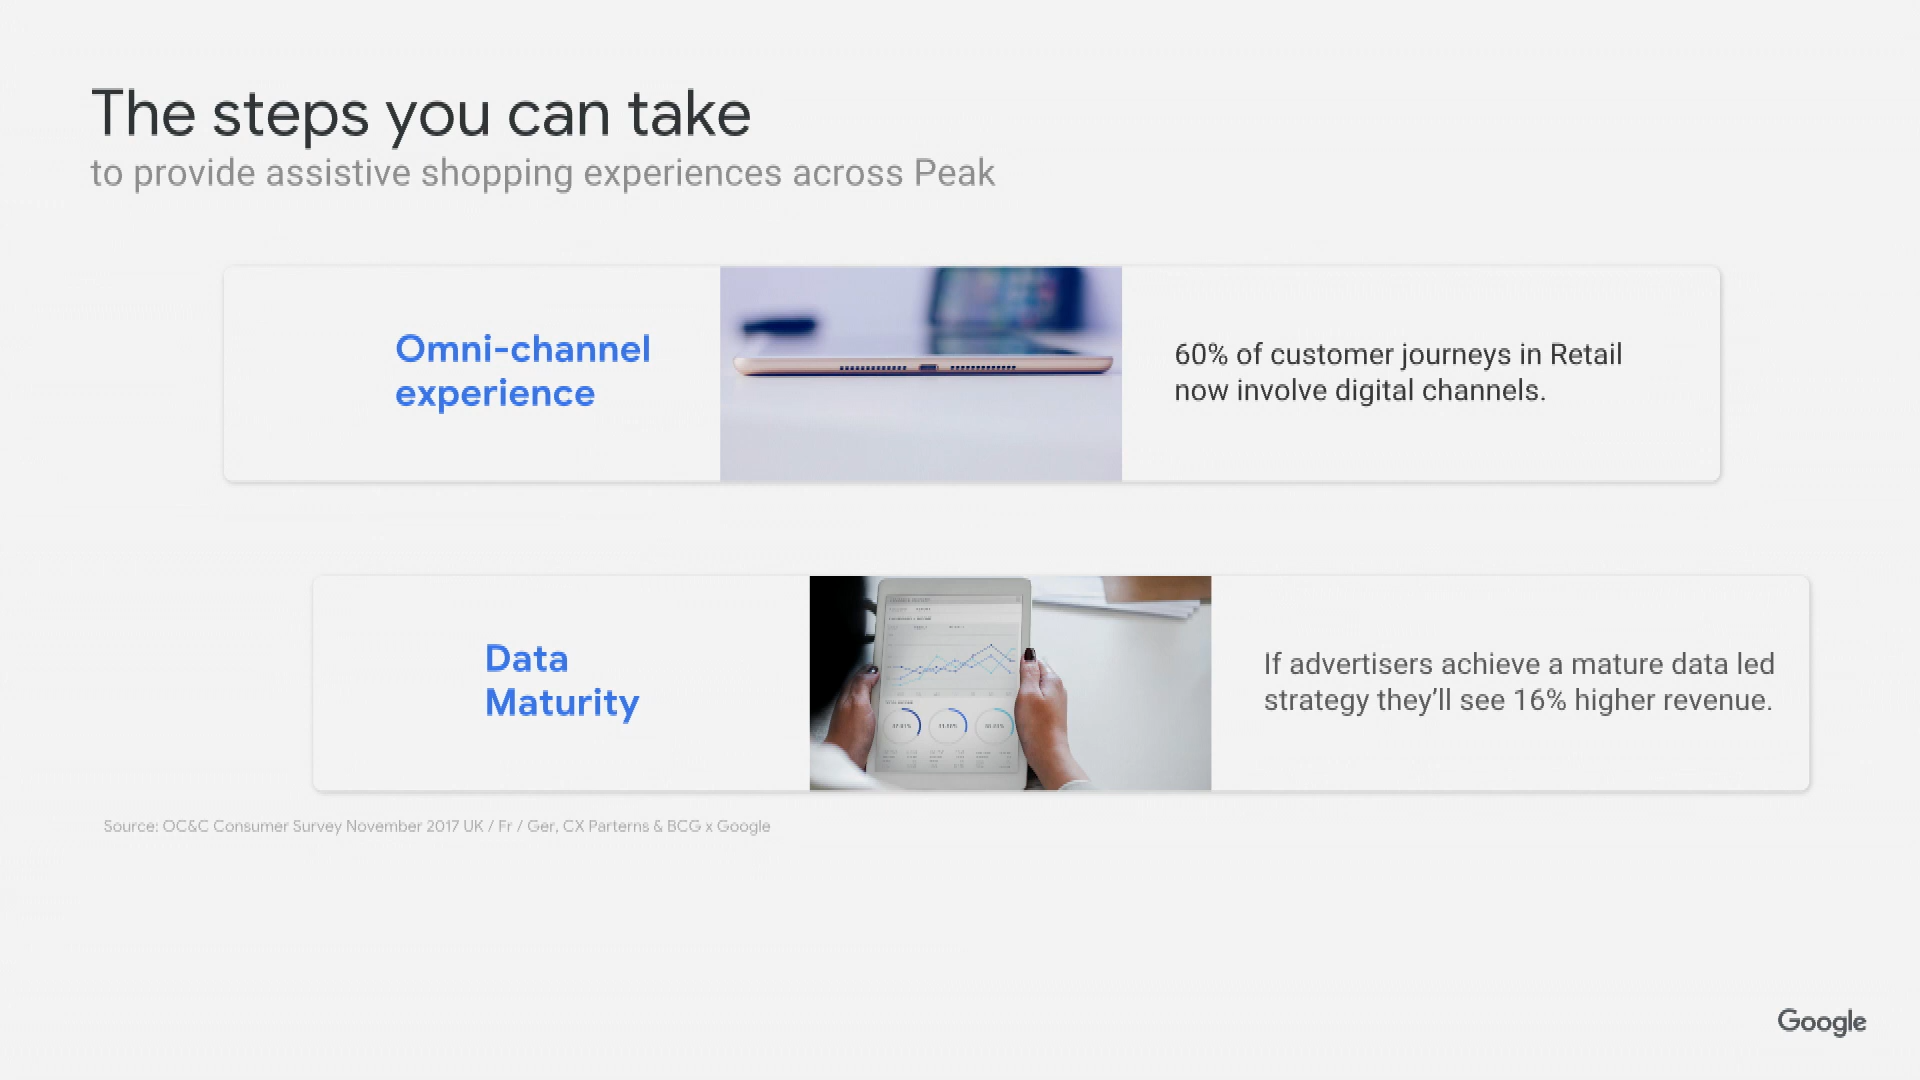 The steps you can take
to provide assistive shopping experiences across Peak
Omni-channel
experience
60% of customer journeys in Retail
now involve digital channels.
Data
Maturity
If advertisers achieve a mature data led
strategy they’ll see 16% higher revenue.
Source: OC&C Consumer Survey November 2017 UK / Fr / Ger, CX Parterns & BCG x Google
Google